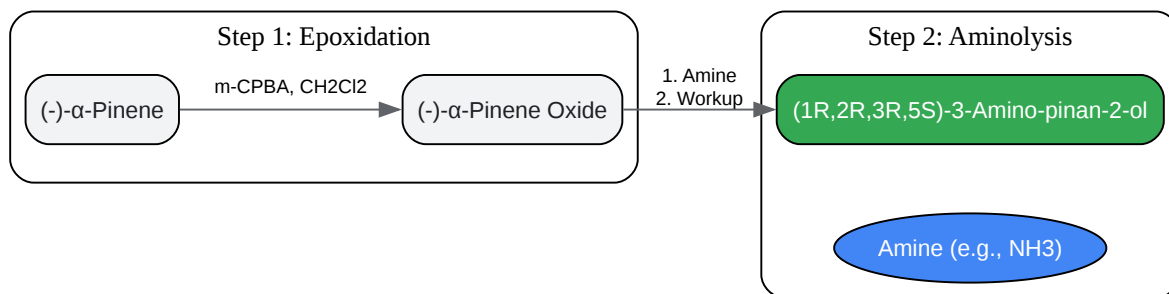 Step 1: Epoxidation
(-)-α-Pinene
m-CPBA, CH2Cl2
(-)-α-Pinene Oxide
1. Amine
2. Workup
Step 2: Aminolysis
(1R,2R,3R,5S)-3-Amino-pinan-2-ol
Amine (e.g., NH3)